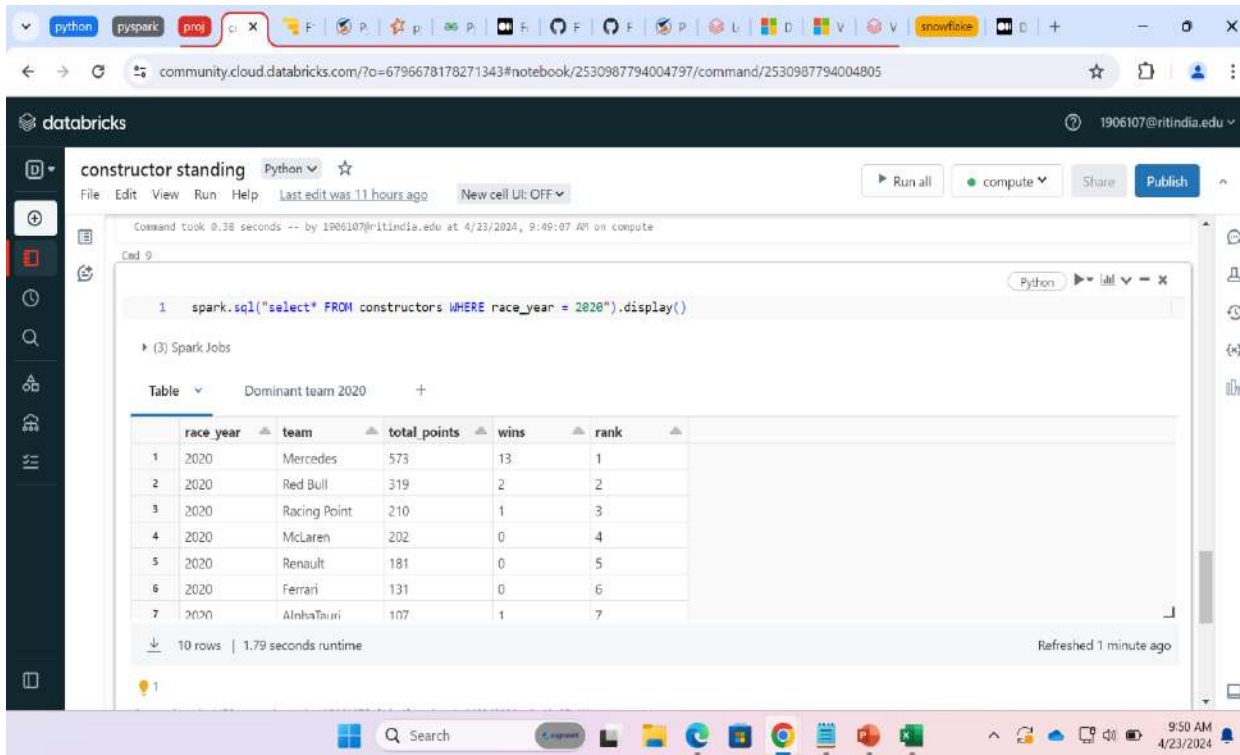 python pyspark proj snowflake
community.cloud.databricks.com/?o=6796678178271343#notebook/2530987794004797/command/2530987794004805
databricks 1906107@ritindia.edu
constructor standing Python Run all compute Share Publish
File Edit View Run Help Last edit was 11 hours ago New cell UI: OFF
Command took 0.38 seconds -- by 1906107@ritindia.edu at 4/23/2024, 9:49:07 AM on compute
Cmd 9
Python
1 spark.sql("select* FROM constructors WHERE race_year = 2020").display()
(3) Spark Jobs
Table Dominant team 2020 +
race_year team total_points wins rank
1 2020 Mercedes 573 13 1
2 2020 Red Bull 319 2 2
3 2020 Racing Point 210 1 3
4 2020 McLaren 202 0 4
5 2020 Renault 181 0 5
6 2020 Ferrari 131 0 6
7 2020 AlphaTauri 107 1 7
10 rows | 1.79 seconds runtime Refreshed 1 minute ago
1
Search 9:50 AM
4/23/2024